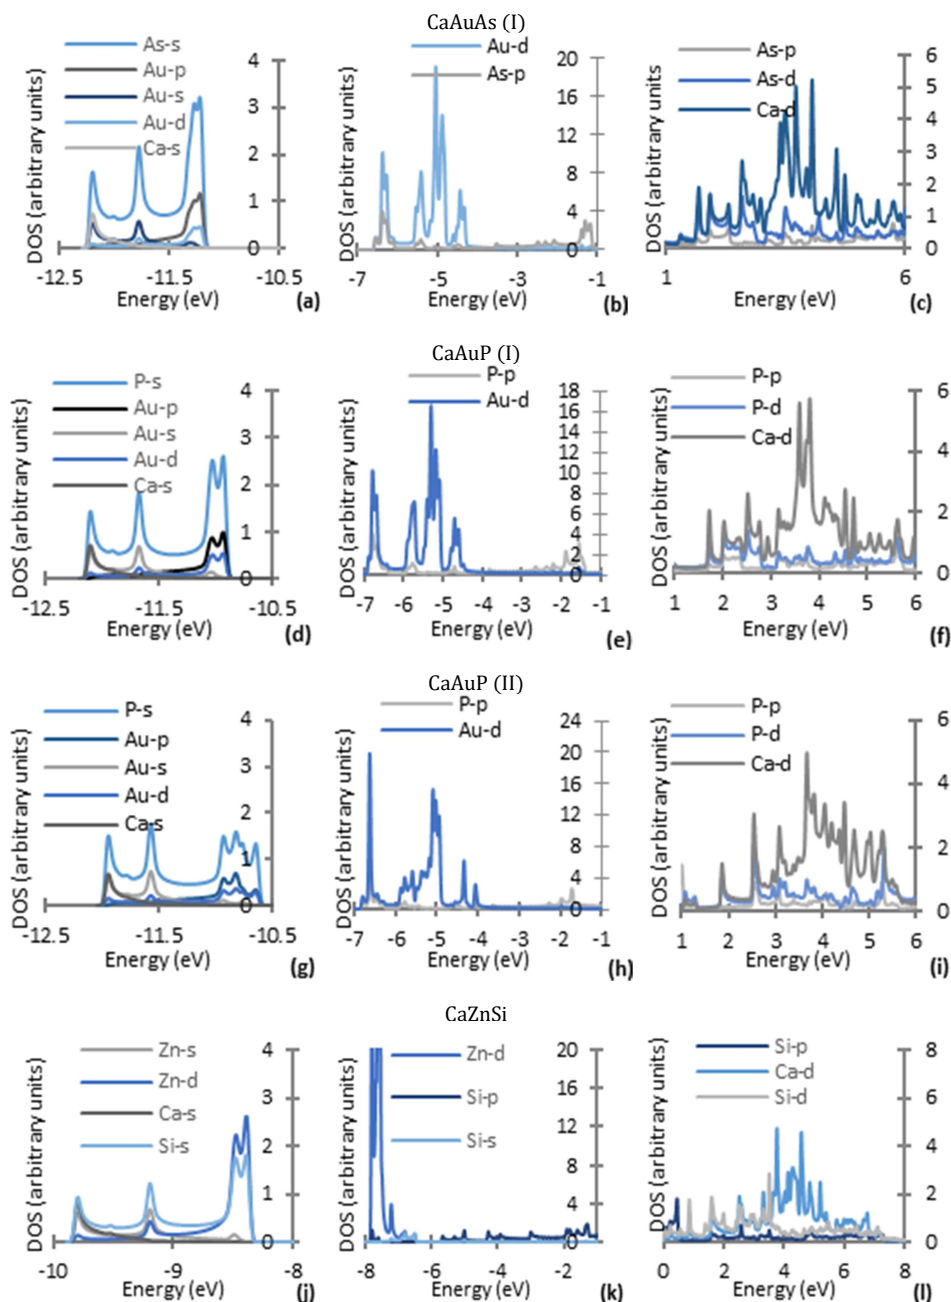 CaAuAs (I)
DOS (arbitrary units)
As-s
Au-p
Au-s
Au-d
Ca-s
4
3
2
1
0
-12.5
-11.5
-10.5
Energy (eV)
(a)
DOS (arbitrary units)
Au-d
As-p
20
16
12
8
4
0
-7
-5
-3
-1
Energy (eV)
(b)
DOS (arbitrary units)
As-p
As-d
Ca-d
6
5
4
3
2
1
0
1
6
Energy (eV)
(c)
CaAuP (I)
DOS (arbitrary units)
P-s
Au-p
Au-s
Au-d
Ca-s
4
3
2
1
0
-12.5
-11.5
-10.5
Energy (eV)
(d)
DOS (arbitrary units)
P-p
Au-d
18
16
14
12
10
8
6
4
2
0
-7
-6
-5
-4
-3
-2
-1
Energy (eV)
(e)
DOS (arbitrary units)
P-p
P-d
Ca-d
6
4
2
0
1
2
3
4
5
6
Energy (eV)
(f)
CaAuP (II)
DOS (arbitrary units)
P-s
Au-p
Au-s
Au-d
Ca-s
4
3
2
1
0
-12.5
-11.5
-10.5
Energy (eV)
(g)
DOS (arbitrary units)
P-p
Au-d
24
20
16
12
8
4
0
-7
-6
-5
-4
-3
-2
-1
Energy (eV)
(h)
DOS (arbitrary units)
P-p
P-d
Ca-d
6
4
2
0
1
2
3
4
5
6
Energy (eV)
(i)
CaZnSi
DOS (arbitrary units)
Zn-s
Zn-d
Ca-s
Si-s
4
3
2
1
0
-10
-9
-8
Energy (eV)
(j)
DOS (arbitrary units)
Zn-d
Si-p
Si-s
20
16
12
8
4
0
-8
-6
-4
-2
Energy (eV)
(k)
DOS (arbitrary units)
Si-p
Ca-d
Si-d
8
6
4
2
0
0
2
4
6
8
Energy (eV)
(l)